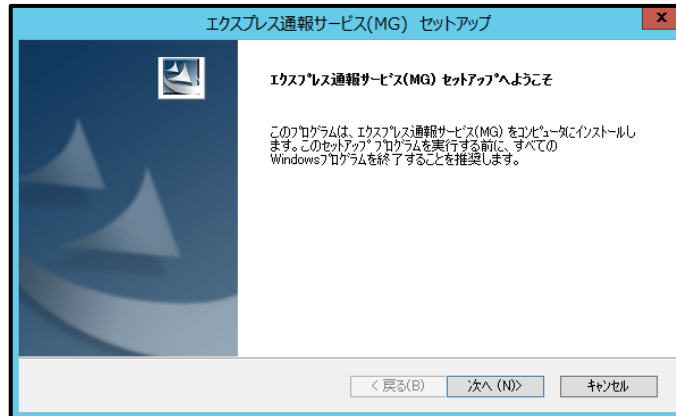 エクスプレス通報サービス(MG) セットアップ
x
エクスプレス通報サービス(MG) セットアップへようこそ
このプログラムは、エクスプレス通報サービス(MG) をコンピュータにインストールし
ます。このセットアップ プログラムを実行する前に、すべての
Windowsプログラムを終了することを推奨します。
< 戻る(B)
次へ (N)>
キャンセル